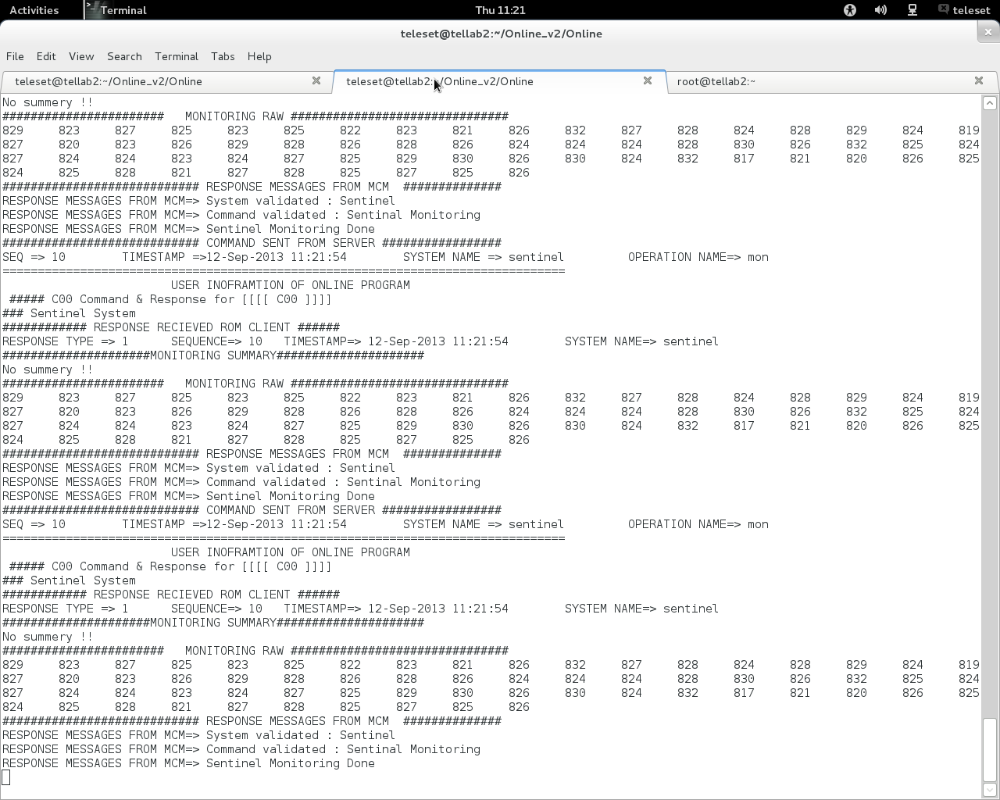 Activities Terminal Thu 11:21 teleset
teleset@tellab2:~/Online_v2/Online
File Edit View Search Terminal Tabs Help
teleset@tellab2:~/Online_v2/Online teleset@tellab2:~/Online_v2/Online root@tellab2:~
No summery !!
####################### MONITORING RAW ###############################
829 823 827 825 823 825 822 823 821 826 832 827 828 824 828 829 824 819
827 820 823 826 829 828 826 828 826 824 824 824 828 830 826 832 825 824
827 824 824 823 824 827 825 829 830 826 830 824 832 817 821 820 826 825
824 825 828 821 827 828 825 827 825 826
############################ RESPONSE MESSAGES FROM MCM ##############
RESPONSE MESSAGES FROM MCM=> System validated : Sentinel
RESPONSE MESSAGES FROM MCM=> Command validated : Sentinal Monitoring
RESPONSE MESSAGES FROM MCM=> Sentinel Monitoring Done
############################ COMMAND SENT FROM SERVER #################
SEQ => 10 TIMESTAMP =>12-Sep-2013 11:21:54 SYSTEM NAME => sentinel OPERATION NAME=> mon
================================================================================
USER INOFRAMTION OF ONLINE PROGRAM
##### C00 Command & Response for [[[[ C00 ]]]]
### Sentinel System
############ RESPONSE RECIEVED ROM CLIENT ######
RESPONSE TYPE => 1 SEQUENCE=> 10 TIMESTAMP=> 12-Sep-2013 11:21:54 SYSTEM NAME=> sentinel
#####################MONITORING SUMMARY#####################
No summery !!
####################### MONITORING RAW ###############################
829 823 827 825 823 825 822 823 821 826 832 827 828 824 828 829 824 819
827 820 823 826 829 828 826 828 826 824 824 824 828 830 826 832 825 824
827 824 824 823 824 827 825 829 830 826 830 824 832 817 821 820 826 825
824 825 828 821 827 828 825 827 825 826
############################ RESPONSE MESSAGES FROM MCM ##############
RESPONSE MESSAGES FROM MCM=> System validated : Sentinel
RESPONSE MESSAGES FROM MCM=> Command validated : Sentinal Monitoring
RESPONSE MESSAGES FROM MCM=> Sentinel Monitoring Done
############################ COMMAND SENT FROM SERVER #################
SEQ => 10 TIMESTAMP =>12-Sep-2013 11:21:54 SYSTEM NAME => sentinel OPERATION NAME=> mon
================================================================================
USER INOFRAMTION OF ONLINE PROGRAM
##### C00 Command & Response for [[[[ C00 ]]]]
### Sentinel System
############ RESPONSE RECIEVED ROM CLIENT ######
RESPONSE TYPE => 1 SEQUENCE=> 10 TIMESTAMP=> 12-Sep-2013 11:21:54 SYSTEM NAME=> sentinel
#####################MONITORING SUMMARY#####################
No summery !!
####################### MONITORING RAW ###############################
829 823 827 825 823 825 822 823 821 826 832 827 828 824 828 829 824 819
827 820 823 826 829 828 826 828 826 824 824 824 828 830 826 832 825 824
827 824 824 823 824 827 825 829 830 826 830 824 832 817 821 820 826 825
824 825 828 821 827 828 825 827 825 826
############################ RESPONSE MESSAGES FROM MCM ##############
RESPONSE MESSAGES FROM MCM=> System validated : Sentinel
RESPONSE MESSAGES FROM MCM=> Command validated : Sentinal Monitoring
RESPONSE MESSAGES FROM MCM=> Sentinel Monitoring Done